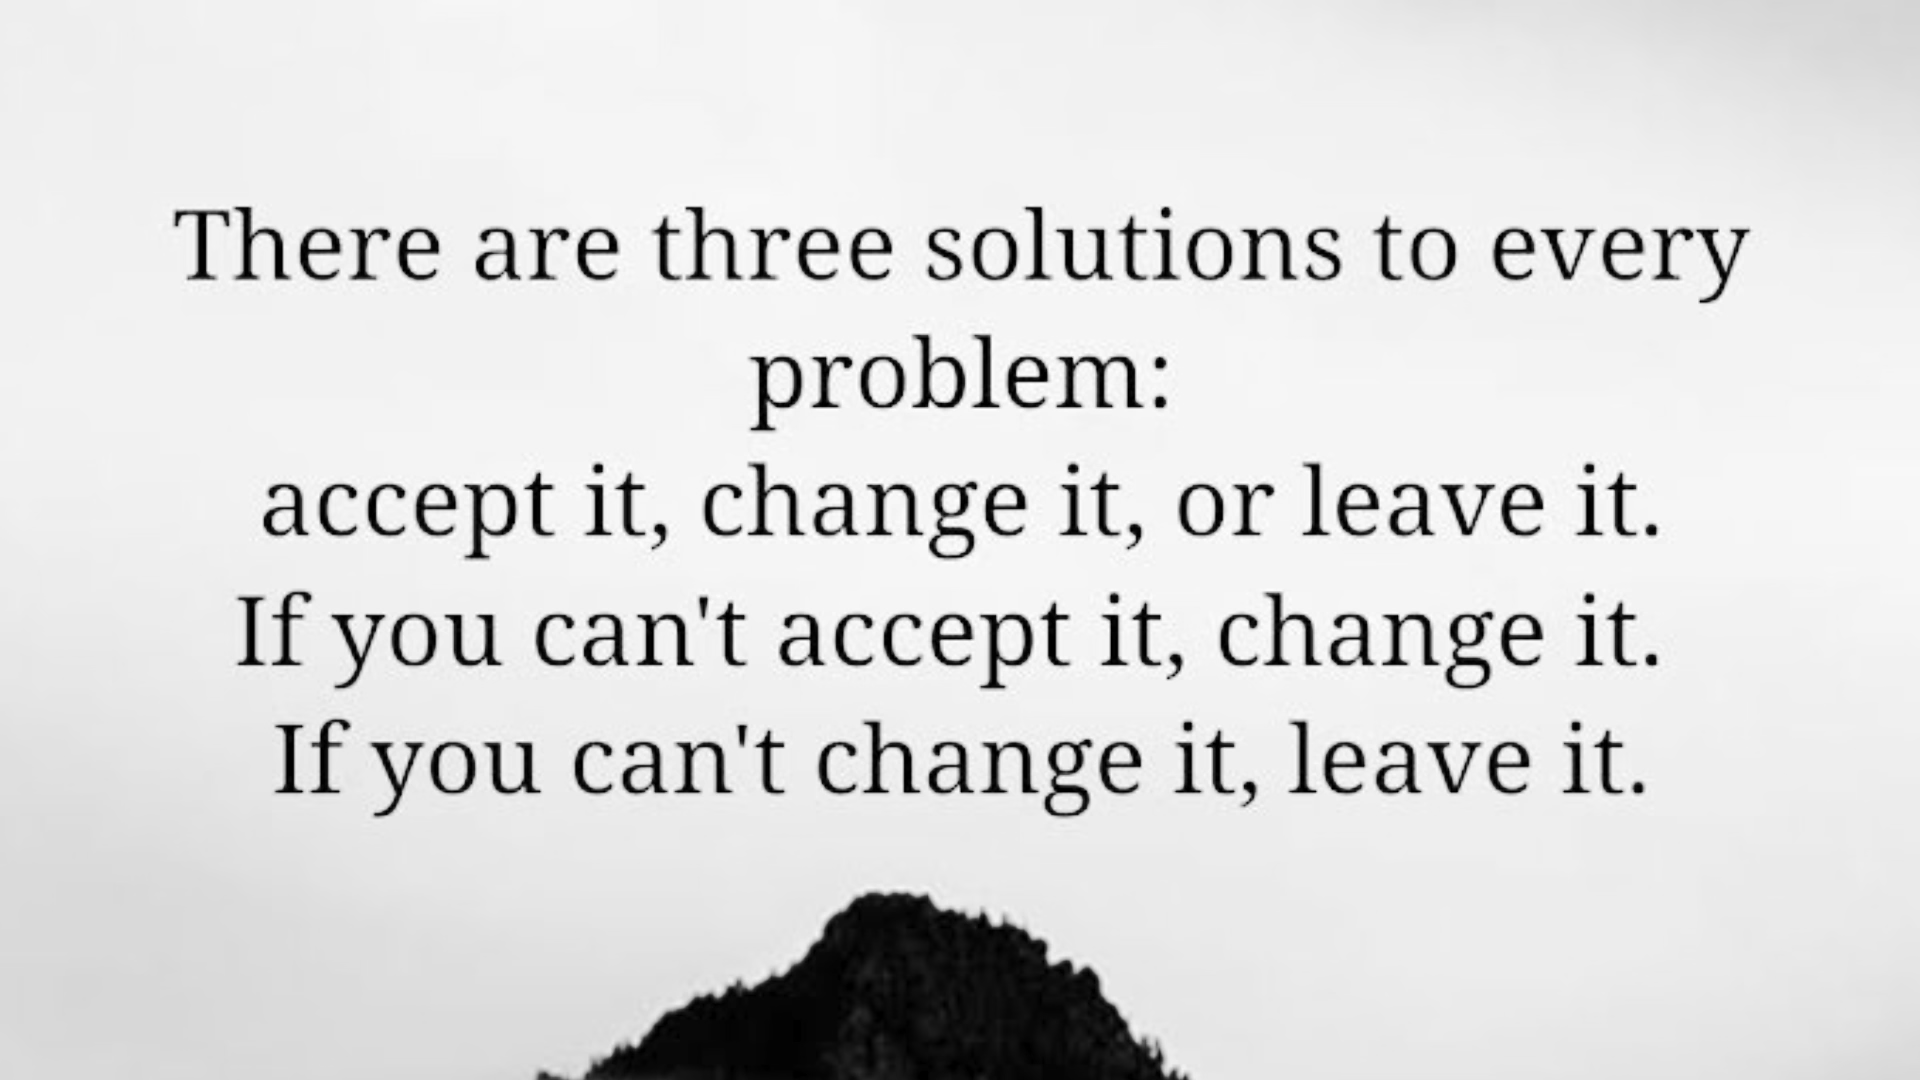 There are three solutions to every
problem:
accept it, change it, or leave it.
If you can't accept it, change it.
If you can't change it, leave it.